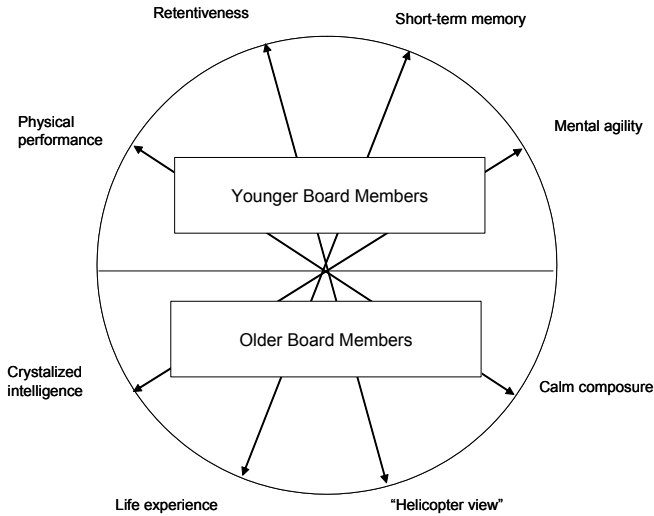 Retentiveness
Short-term memory
Physical
performance
Mental agility
Younger Board Members
Older Board Members
Crystalized
intelligence
Calm composure
Life experience
“Helicopter view”